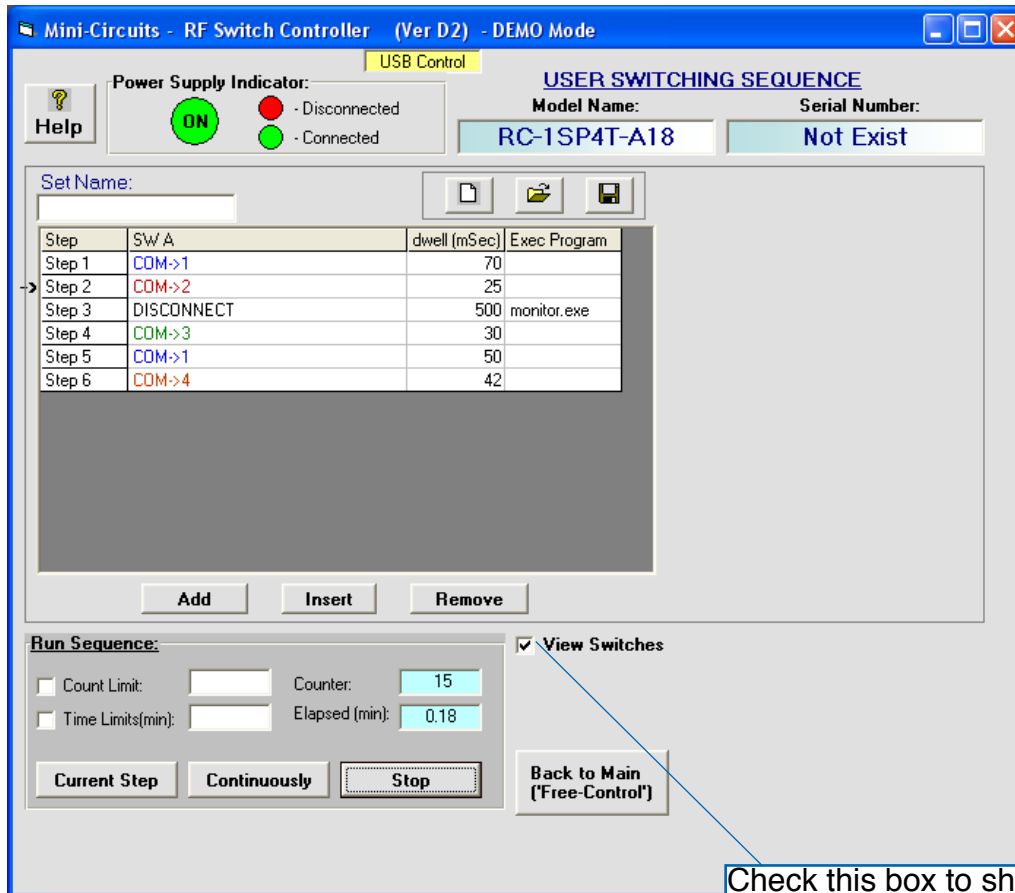 Mini-Circuits - RF Switch Controller (Ver D2) - DEMO Mode
USB Control
Power Supply Indicator:
? Help
ON
- Disconnected
- Connected
USER SWITCHING SEQUENCE
Model Name:
Serial Number:
RC-1SP4T-A18
Not Exist
Set Name:
Step SW A dwell (mSec) Exec Program
Step 1 COM->1 70
Step 2 COM->2 25
Step 3 DISCONNECT 500 monitor.exe
Step 4 COM->3 30
Step 5 COM->1 50
Step 6 COM->4 42
Add Insert Remove
Run Sequence:
View Switches
Count Limit: Counter: 15
Time Limits(min): Elapsed (min): 0.18
Current Step Continuously Stop
Back to Main
('Free-Control')
Check this box to sh